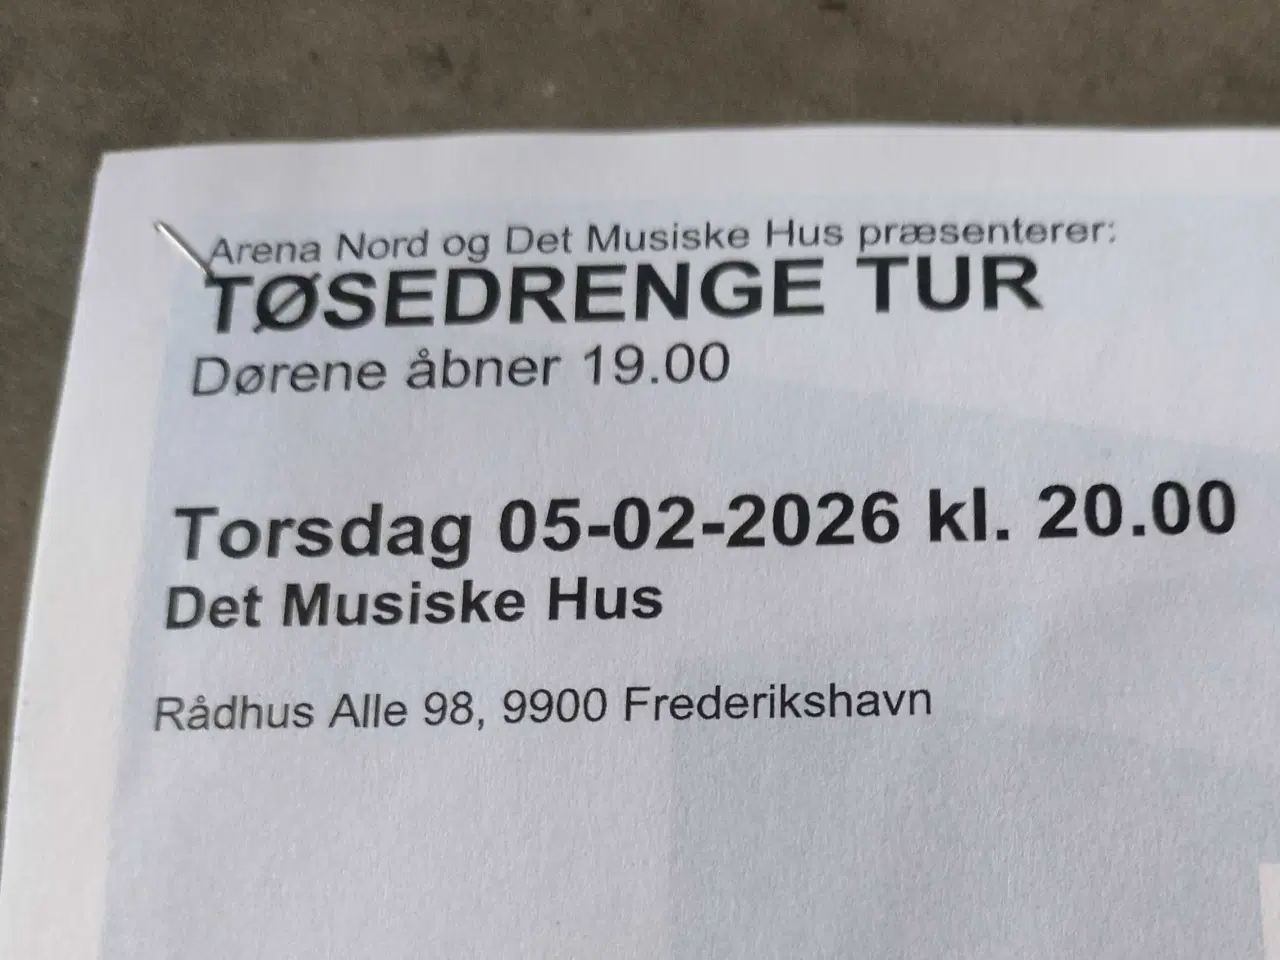 Arena Nord og Det Musiske Hus præsenterer:
TØSEDRENGE TUR
Dørene åbner 19.00
Torsdag 05-02-2026 kl. 20.00
Det Musiske Hus
Rådhus Alle 98, 9900 Frederikshavn